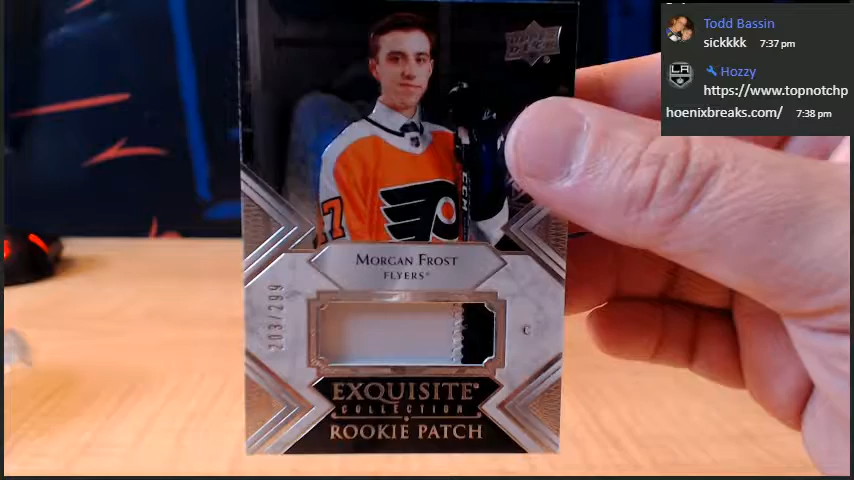 Todd Bassin
sickkkk 7:37 pm
Hozzy
https://www.topnotchp
hoenixbreaks.com/ 7:38 pm
UPPER DECK
CCM
17
MORGAN FROST
FLYERS
203/299
C
EXQUISITE
COLLECTION
ROOKIE PATCH